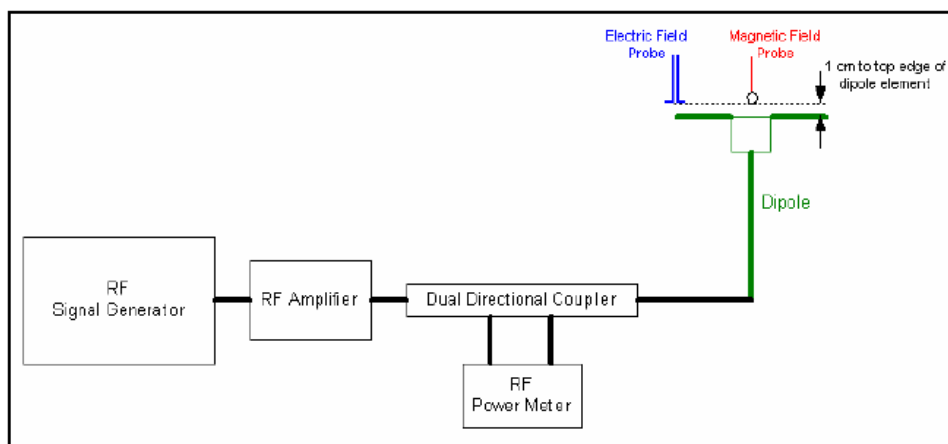 Electric Field
Probe
Magnetic Field
Probe
1 cm to top edge of
dipole element
Dipole
RF
Signal Generator
RF Amplifier
Dual Directional Coupler
RF
Power Meter